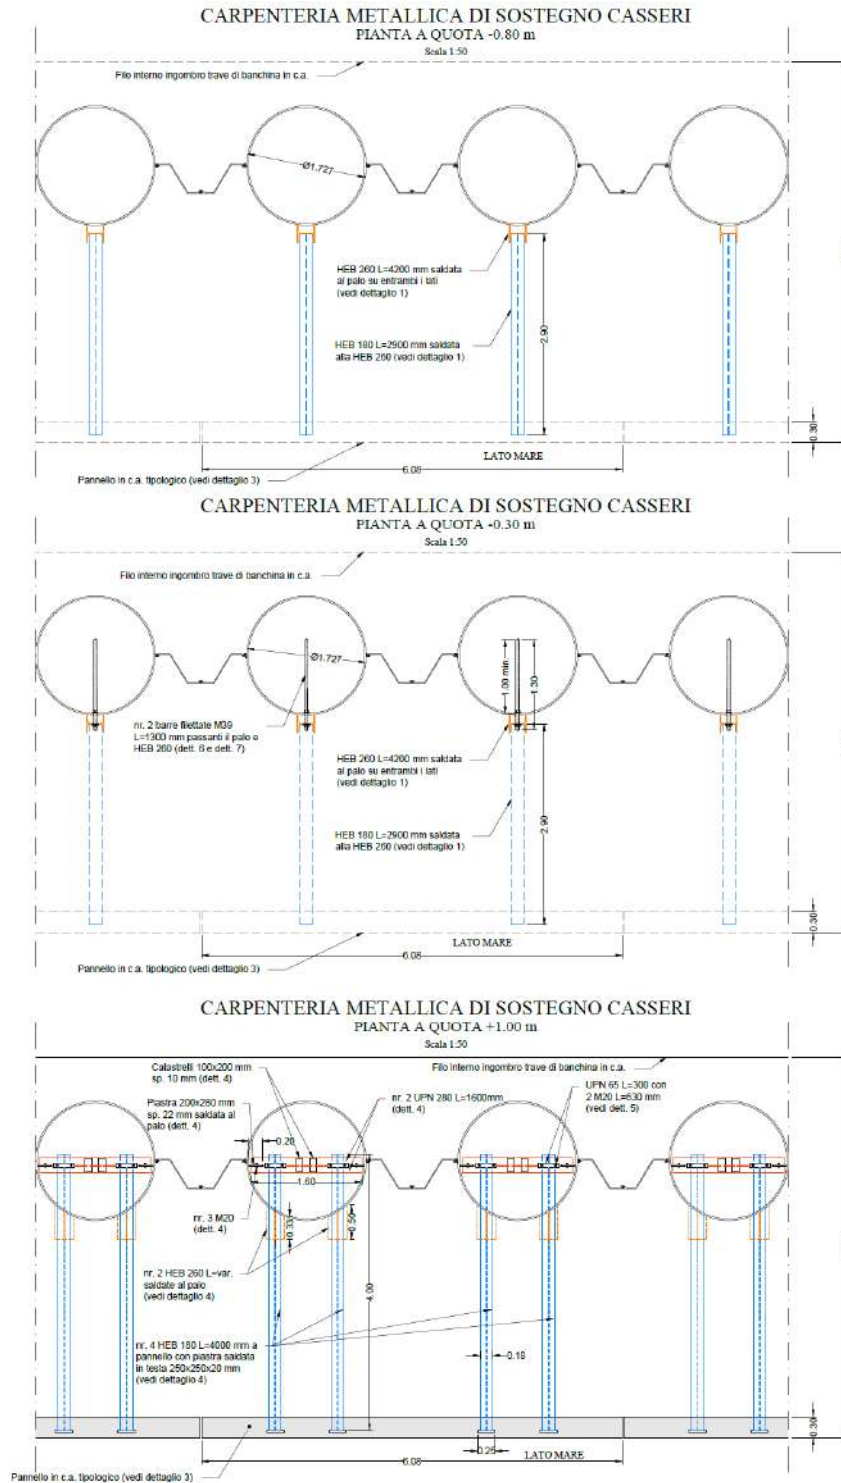 CARPENTERIA METALLICA DI SOSTEGNO CASSERI
PIANTA A QUOTA -0.80 m
Scala 1:50
Filo interno ingombro trave di banchina in c.a.
Ø1.727
HEB 260 L=4200 mm saldata
al palo su entrambi i lati
(vedi dettaglio 1)
HEB 180 L=2900 mm saldata
alla HEB 260 (vedi dettaglio 1)
2.90
0.30
LATO MARE
6.08
Pannello in c.a. tipologico (vedi dettaglio 3)
CARPENTERIA METALLICA DI SOSTEGNO CASSERI
PIANTA A QUOTA -0.30 m
Scala 1:50
Filo interno ingombro trave di banchina in c.a.
Ø1.727
1.00 min
1.30
nr. 2 barre filettate M39
L=1300 mm passanti il palo e
HEB 260 (dett. 6 e dett. 7)
HEB 260 L=4200 mm saldata
al palo su entrambi i lati
(vedi dettaglio 1)
HEB 180 L=2900 mm saldata
alla HEB 260 (vedi dettaglio 1)
2.90
0.30
LATO MARE
6.08
Pannello in c.a. tipologico (vedi dettaglio 3)
CARPENTERIA METALLICA DI SOSTEGNO CASSERI
PIANTA A QUOTA +1.00 m
Scala 1:50
Calastrelli 100x200 mm
sp. 10 mm (dett. 4)
Filo interno ingombro trave di banchina in c.a.
Piastra 200x280 mm
sp. 22 mm saldata al
palo (dett. 4)
nr. 2 UPN 280 L=1600mm
(dett. 4)
UPN 65 L=300 con
2 M20 L=630 mm
(vedi dett. 5)
0.20
1.60
nr. 3 M20
(dett. 4)
0.33
0.50
nr. 2 HEB 260 L=var.
saldate al palo
(vedi dettaglio 4)
4.00
nr. 4 HEB 180 L=4000 mm a
pannello con piastra saldata
in testa 250x250x20 mm
(vedi dettaglio 4)
0.18
0.30
0.25
LATO MARE
6.08
Pannello in c.a. tipologico (vedi dettaglio 3)